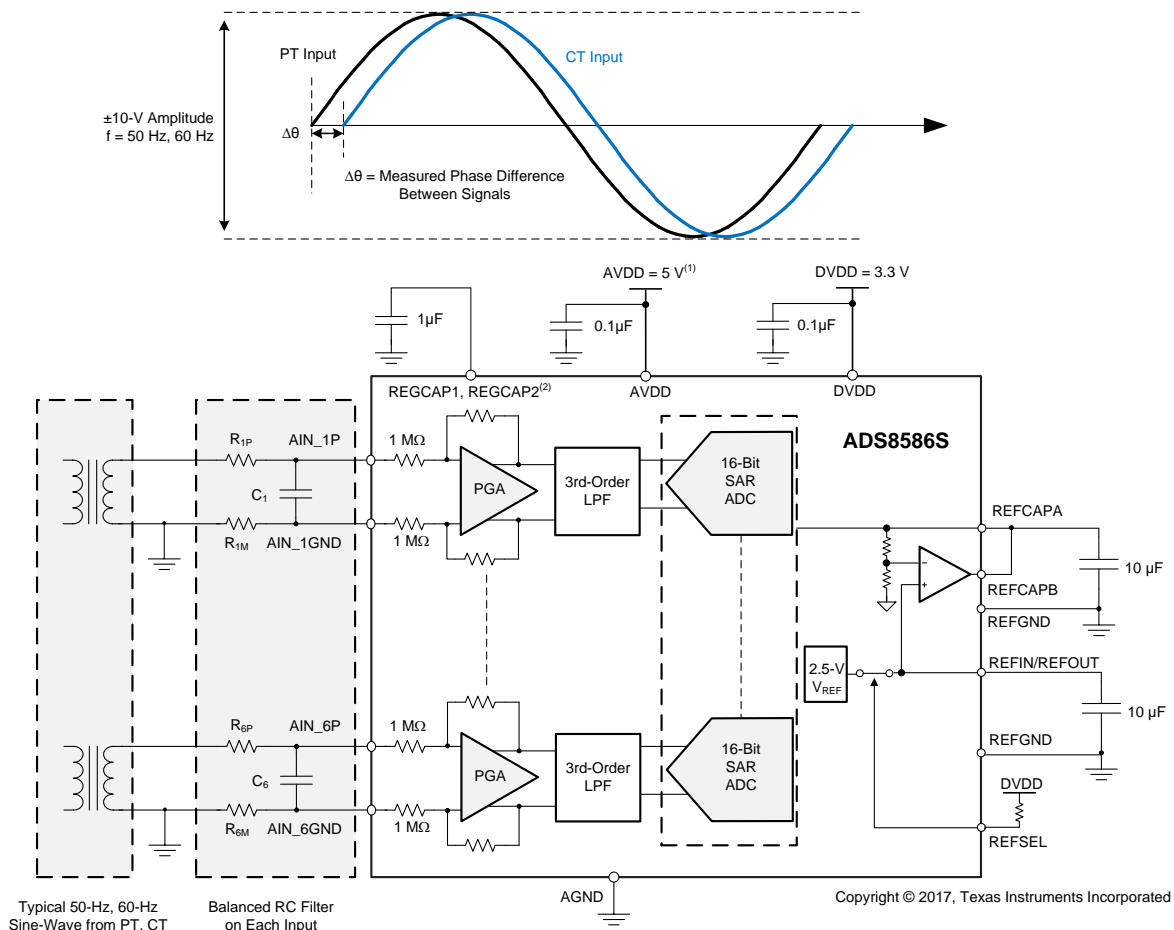 PT Input
CT Input
±10-V Amplitude
f = 50 Hz, 60 Hz
Δθ
Δθ = Measured Phase Difference
Between Signals
AVDD = 5 V(1)
DVDD = 3.3 V
1µF
0.1µF
0.1µF
REGCAP1, REGCAP2(2)
AVDD
DVDD
ADS8586S
R1P
AIN_1P
1 MΩ
C1
PGA
3rd-Order
LPF
16-Bit
SAR
ADC
R1M
AIN_1GND
1 MΩ
REFCAPA
10 µF
REFCAPB
REFGND
2.5-V
VREF
REFIN/REFOUT
10 µF
REFGND
R6P
AIN_6P
1 MΩ
C6
PGA
3rd-Order
LPF
16-Bit
SAR
ADC
R6M
AIN_6GND
1 MΩ
DVDD
REFSEL
AGND
Copyright © 2017, Texas Instruments Incorporated
Typical 50-Hz, 60-Hz
Sine-Wave from PT, CT
Balanced RC Filter
on Each Input